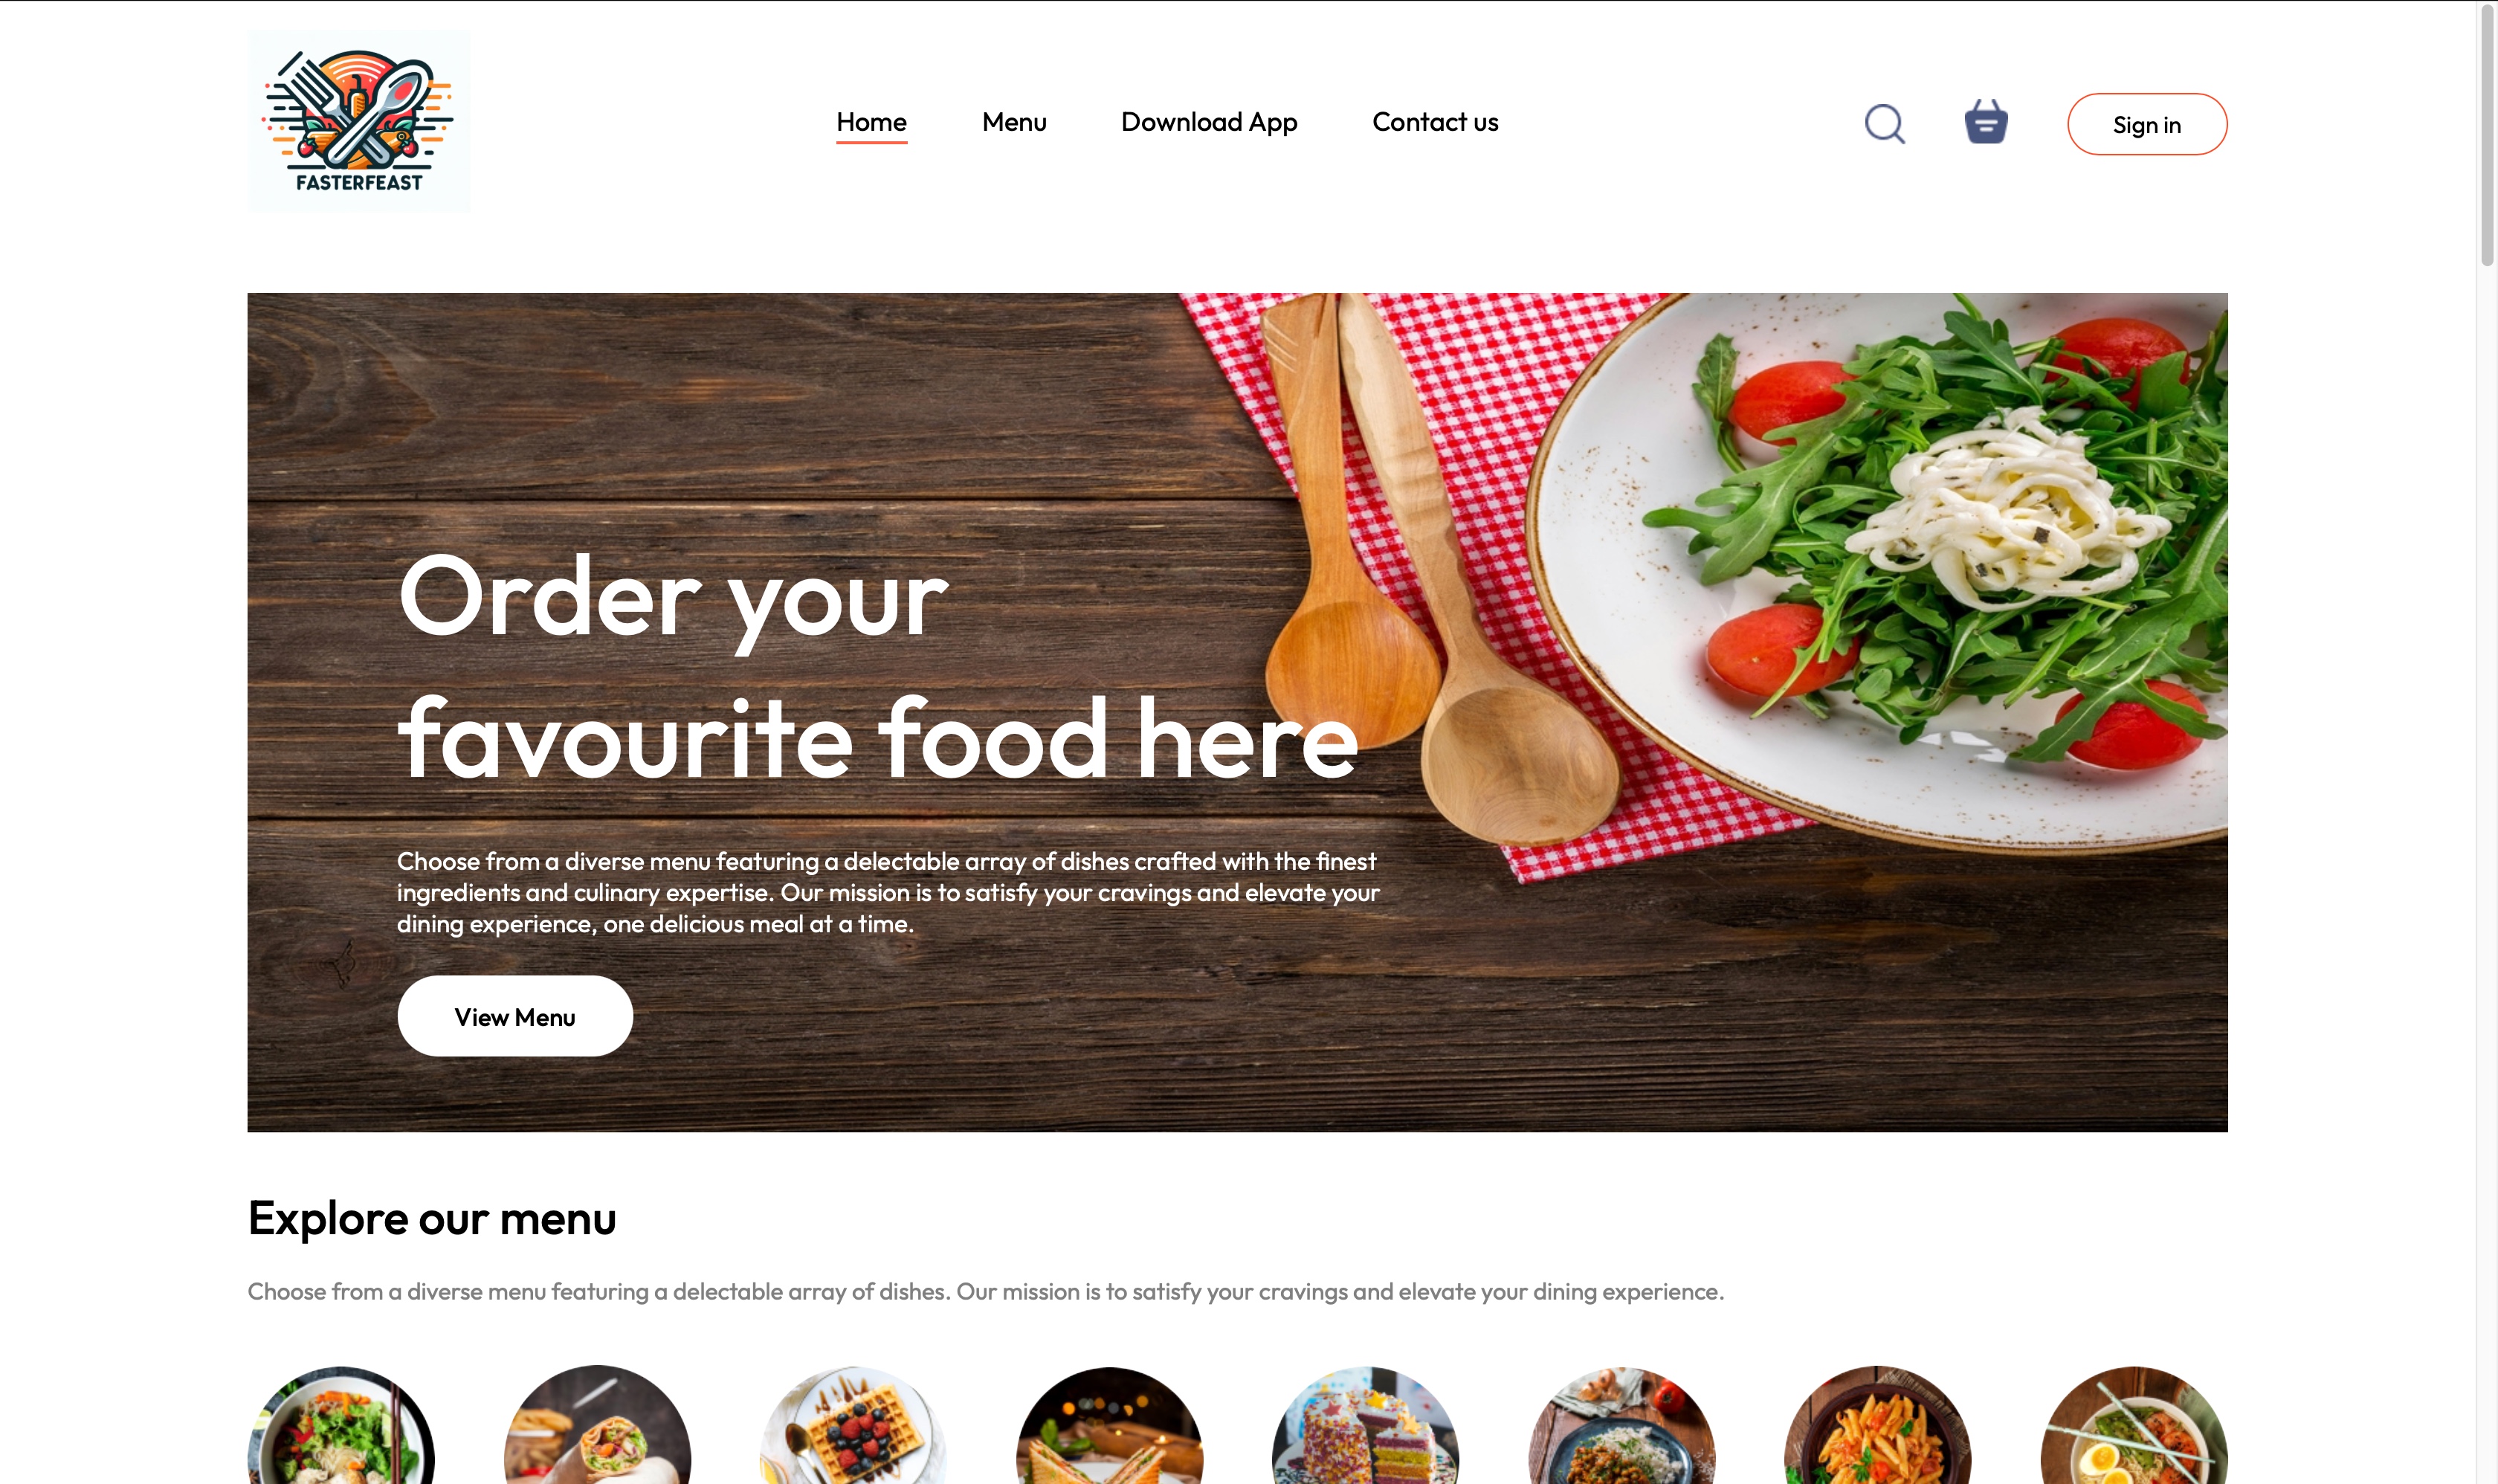 FASTERFEAST
Home
Menu
Download App
Contact us
Sign in
Order your
favourite food here
Choose from a diverse menu featuring a delectable array of dishes crafted with the finest
ingredients and culinary expertise. Our mission is to satisfy your cravings and elevate your
dining experience, one delicious meal at a time.
View Menu
Explore our menu
Choose from a diverse menu featuring a delectable array of dishes. Our mission is to satisfy your cravings and elevate your dining experience.